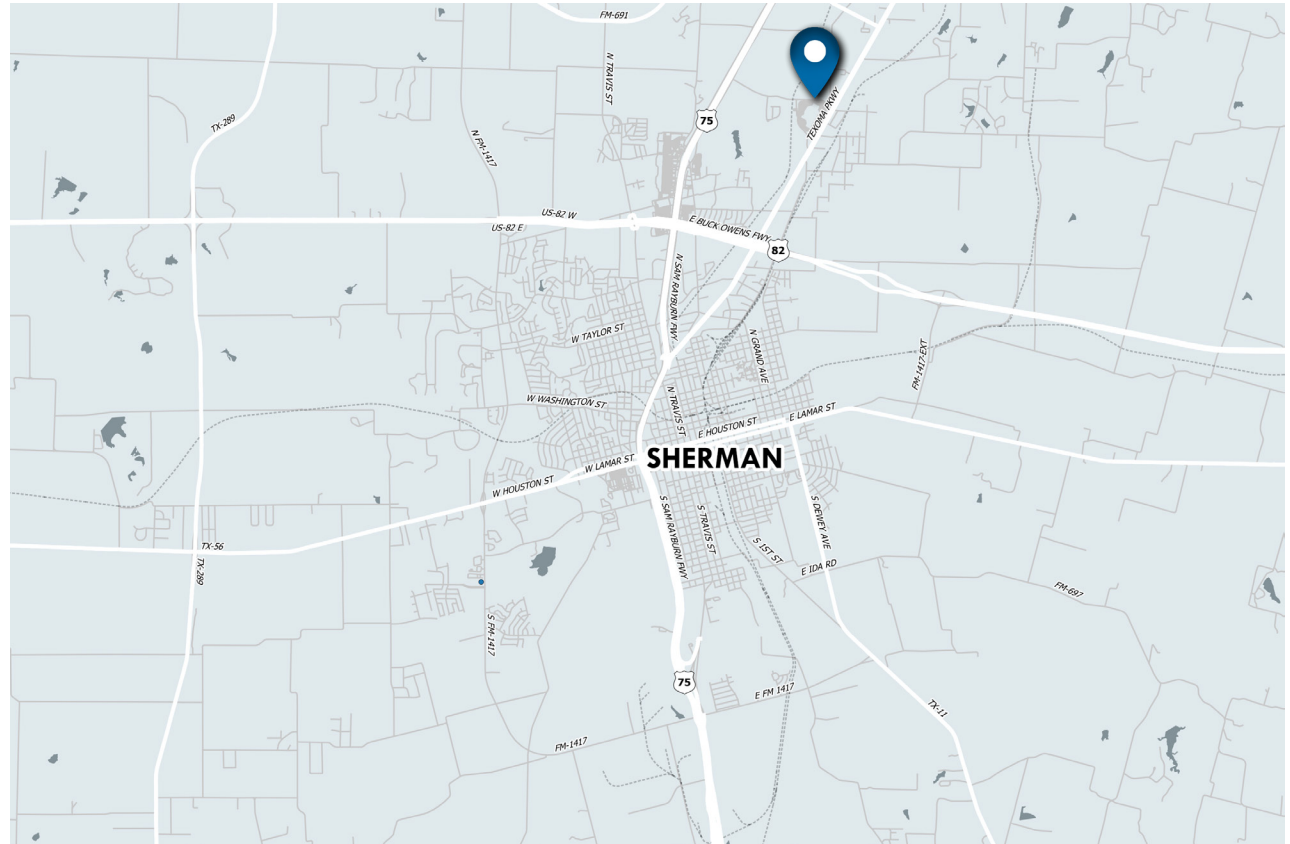 FM-691
N TRAVIS ST
TX-289
75
TEXOMA PKWY
N FM-1417
US-82 W
US-82 E
E BUCK OWENS FWY
82
N SAM RAYBURN FWY
W TAYLOR ST
N GRAND AVE
FM-1417-EXT
W WASHINGTON ST
N TRAVIS ST
E HOUSTON ST
E LAMAR ST
W LAMAR ST
SHERMAN
W HOUSTON ST
S SAM RAYBURN FWY
S TRAVIS ST
S DEWEY AVE
TX-56
TX-289
S 1ST ST
E IDA RD
FM-697
S FM-1417
75
E FM 1417
TX-11
FM-1417